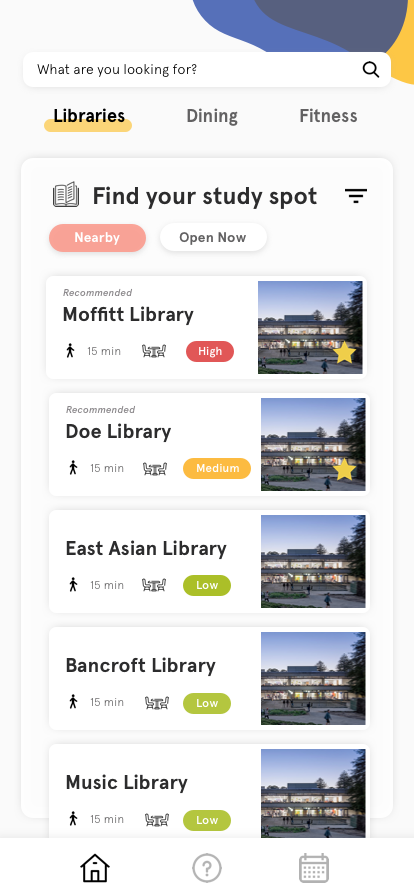 What are you looking for?
Libraries Dining Fitness
Find your study spot
Nearby Open Now
Recommended
Moffitt Library
15 min High
Recommended
Doe Library
15 min Medium
East Asian Library
15 min Low
Bancroft Library
15 min Low
Music Library
15 min Low
?